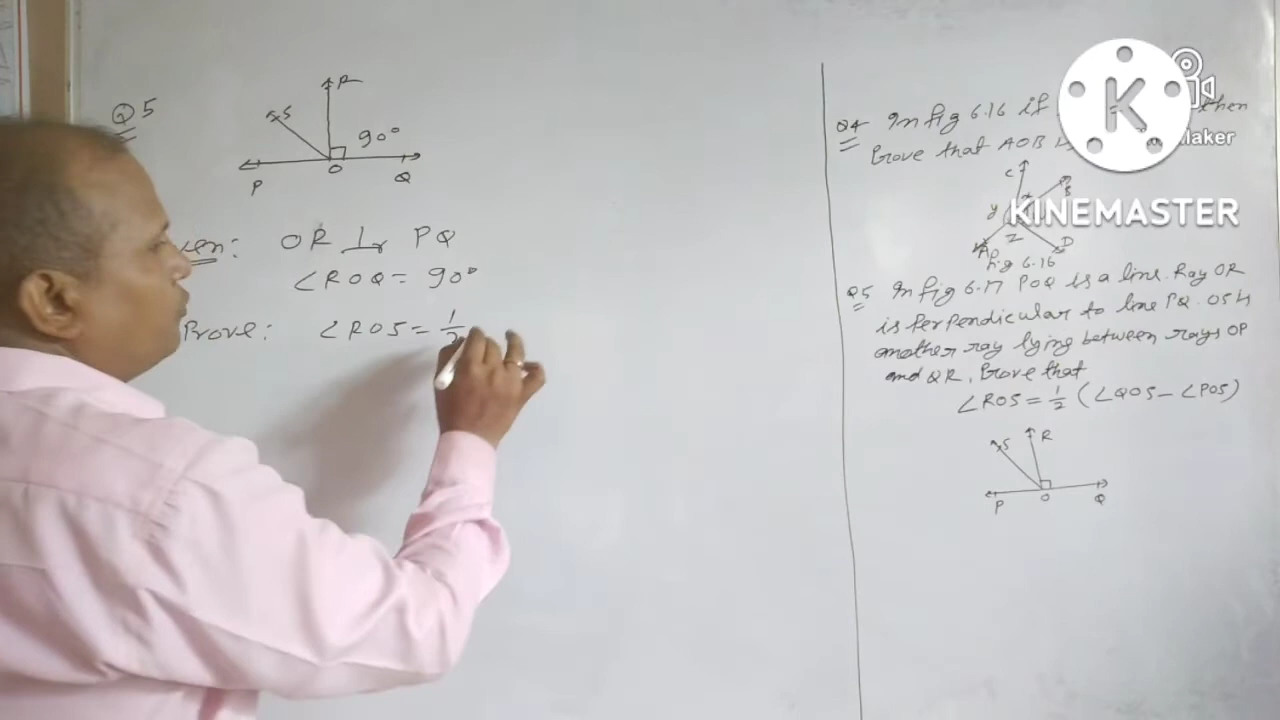 Q5
R
S
90°
P
O
Q
OR ⊥r PQ
∠ROQ = 90°
Prove: ∠ROS = 1/2
Q4 In fig 6.16 if then
Prove that AOB
C
x
B
y
A
O
Z
D
fig 6.16
Q5 In fig 6.17 POQ is a line. Ray OR
is perpendicular to line PQ. OS is
another ray lying between rays OP
and QR. Prove that
∠ROS = 1/2 (∠QOS - ∠POS)
S
R
P
O
Q
K
KINEMASTER